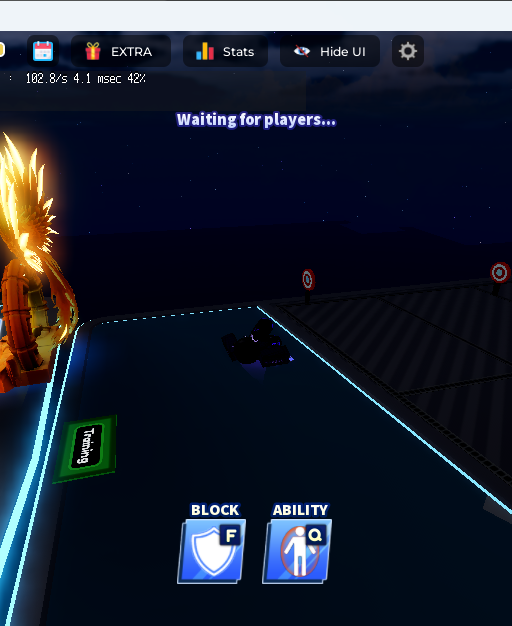 EXTRA
Stats
Hide UI
: 102.8/s 4.1 msec 42%
Waiting for players...
Training
BLOCK
ABILITY
F
Q